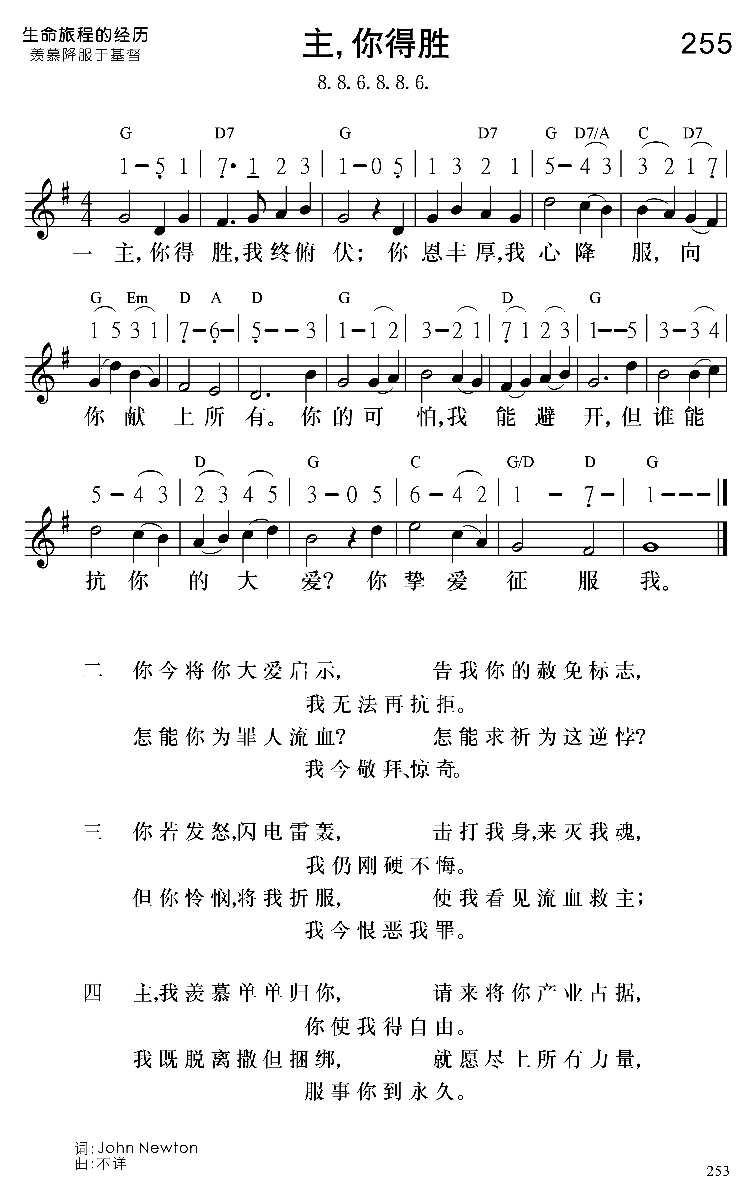 生命旅程的经历
羡慕降服于基督
主,你得胜
255
8. 8. 6. 8. 8. 6.
G D7 G D7 G D7/A C D7
1 - 5 1 | 7· 1 2 3 | 1 - 0 5 | 1 3 2 1 | 5 - 4 3 | 3 2 1 7 |
一 主,你得胜,我终俯伏; 你恩丰厚,我心降服,向
G Em D A D G D G
1 5 3 1 | 7 - 6 - | 5 - - 3 | 1 - 1 2 | 3 - 2 1 | 7 1 2 3 | 1 - - 5 | 3 - 3 4 |
你献上所有。你的可怕,我能避开,但谁能
D G C G/D D G
5 - 4 3 | 2 3 4 5 | 3 - 0 5 | 6 - 4 2 | 1 - 7 - | 1 - - - ‖
抗你的大爱?你挚爱征服我。
二 你今将你大爱启示, 告我你的赦免标志,
我无法再抗拒。
怎能你为罪人流血? 怎能求祈为这逆悖?
我今敬拜、惊奇。
三 你若发怒,闪电雷轰, 击打我身,来灭我魂,
我仍刚硬不悔。
但你怜悯,将我折服, 使我看见流血救主;
我今恨恶我罪。
四 主,我羡慕单单归你, 请来将你产业占据,
你使我得自由。
我既脱离撒但捆绑, 就愿尽上所有力量,
服事你到永久。
词:John Newton
曲:不详
253